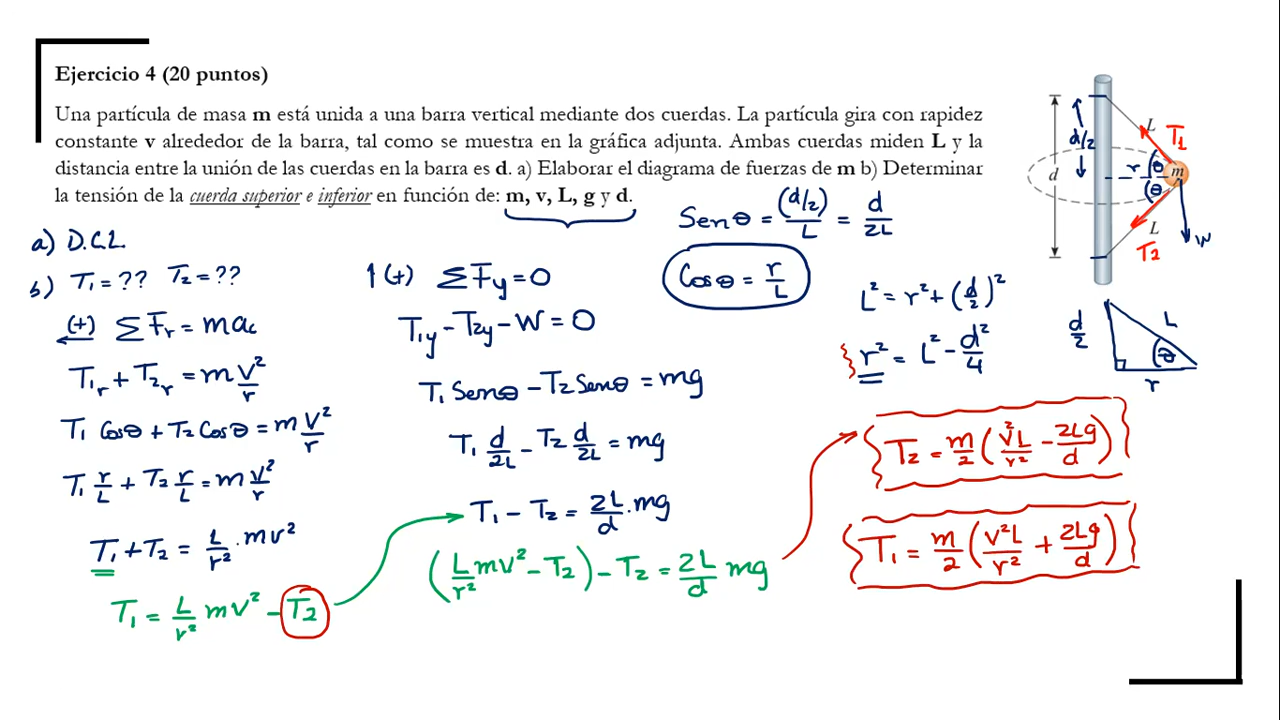 Ejercicio 4 (20 puntos)
Una partícula de masa m está unida a una barra vertical mediante dos cuerdas. La partícula gira con rapidez
constante v alrededor de la barra, tal como se muestra en la gráfica adjunta. Ambas cuerdas miden L y la
distancia entre la unión de las cuerdas en la barra es d. a) Elaborar el diagrama de fuerzas de m b) Determinar
la tensión de la cuerda superior e inferior en función de: m, v, L, g y d.
a) D.C.L.
b) T₁ = ?? T₂ = ??
(+) ΣFr = mac
T₁r + T₂r = m v²/r
T₁ Cosθ + T₂ Cosθ = m v²/r
T₁ r/L + T₂ r/L = m v²/r
T₁ + T₂ = L/r² · mv²
T₁ = L/r² mv² - T₂
↑(+) ΣFy = 0
T₁y - T₂y - W = 0
T₁ Senθ - T₂ Senθ = mg
T₁ d/2L - T₂ d/2L = mg
T₁ - T₂ = 2L/d · mg
(L/r² mv² - T₂) - T₂ = 2L/d mg
Senθ = (d/2)/L = d/2L
Cosθ = r/L
L² = r² + (d/2)²
r² = L² - d²/4
T₂ = m/2 (v²L/r² - 2Lg/d)
T₁ = m/2 (v²L/r² + 2Lg/d)
d/2
L
T₁
d
r
θ
m
θ
L
T₂
W
d/2
L
θ
r